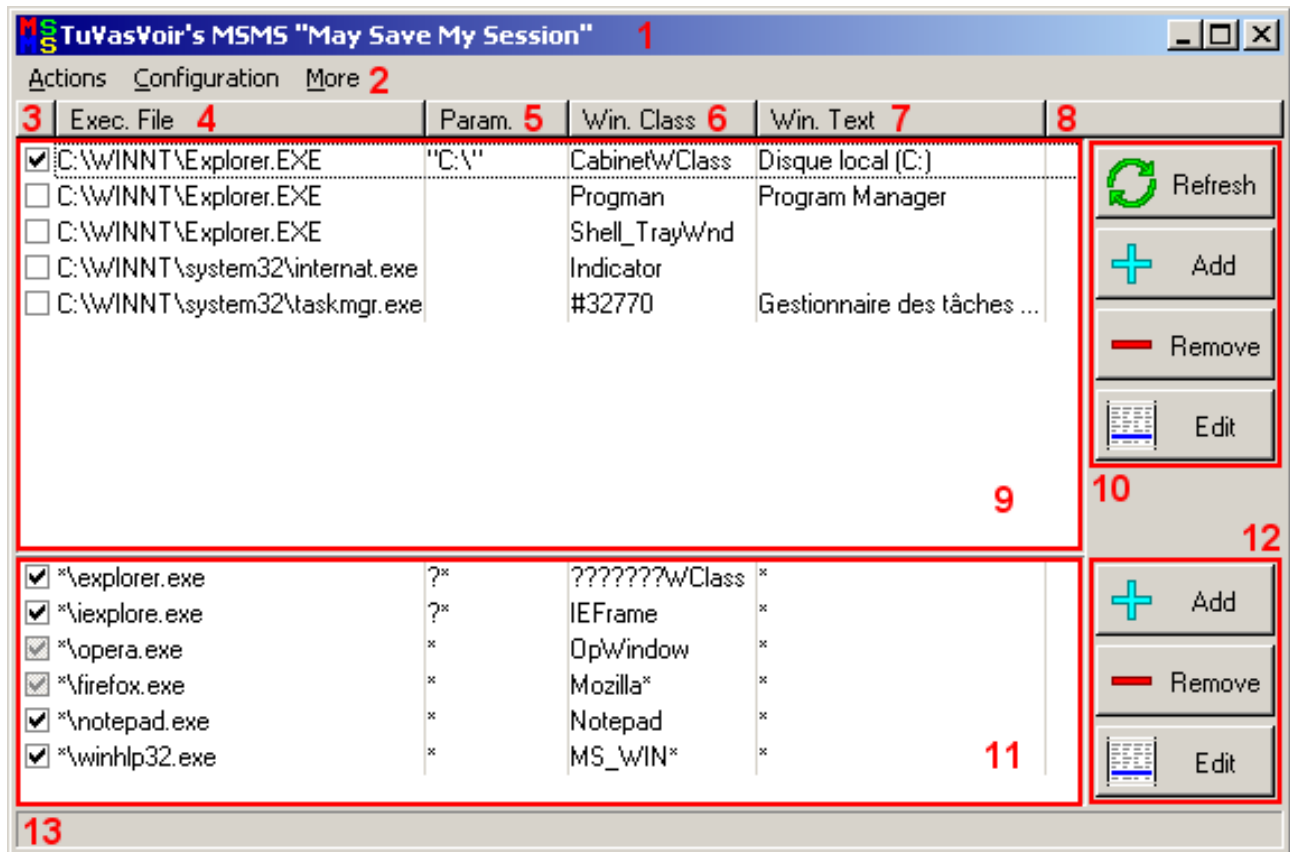 MS SS TuVasVoir's MSMS "May Save My Session" 1
Actions Configuration More 2
3 Exec. File 4 Param. 5 Win. Class 6 Win. Text 7 8
C:\WINNT\Explorer.EXE "C:\" CabinetWClass Disque local (C:)
C:\WINNT\Explorer.EXE Progman Program Manager
C:\WINNT\Explorer.EXE Shell_TrayWnd
C:\WINNT\system32\internat.exe Indicator
C:\WINNT\system32\taskmgr.exe #32770 Gestionnaire des tâches ...
9
Refresh
Add
Remove
Edit
10
12
*\explorer.exe ?* ???????WClass *
*\iexplore.exe ?* IEFrame *
*\opera.exe * OpWindow *
*\firefox.exe * Mozilla* *
*\notepad.exe * Notepad *
*\winhlp32.exe * MS_WIN* *
11
Add
Remove
Edit
13